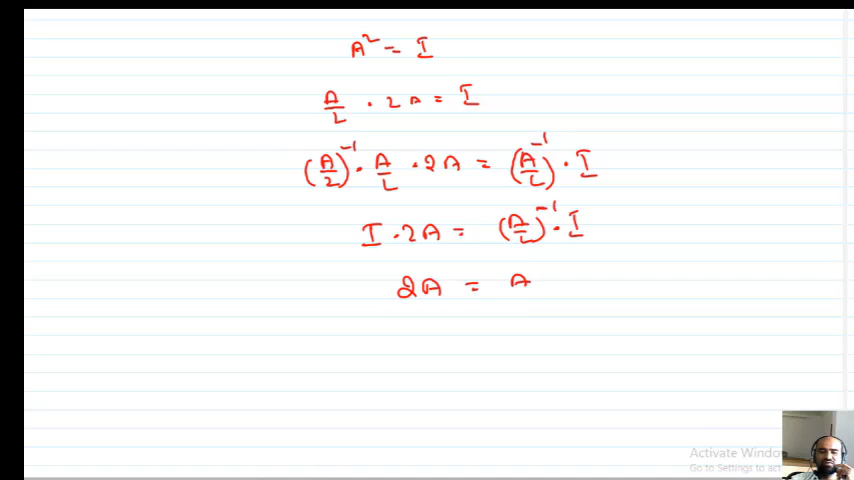 A² = I
A/2 · 2A = I
(A/2)⁻¹ · A/2 · 2A = (A/2)⁻¹ · I
I · 2A = (A/2)⁻¹ · I
2A = A
Activate Windo
Go to Settings to act